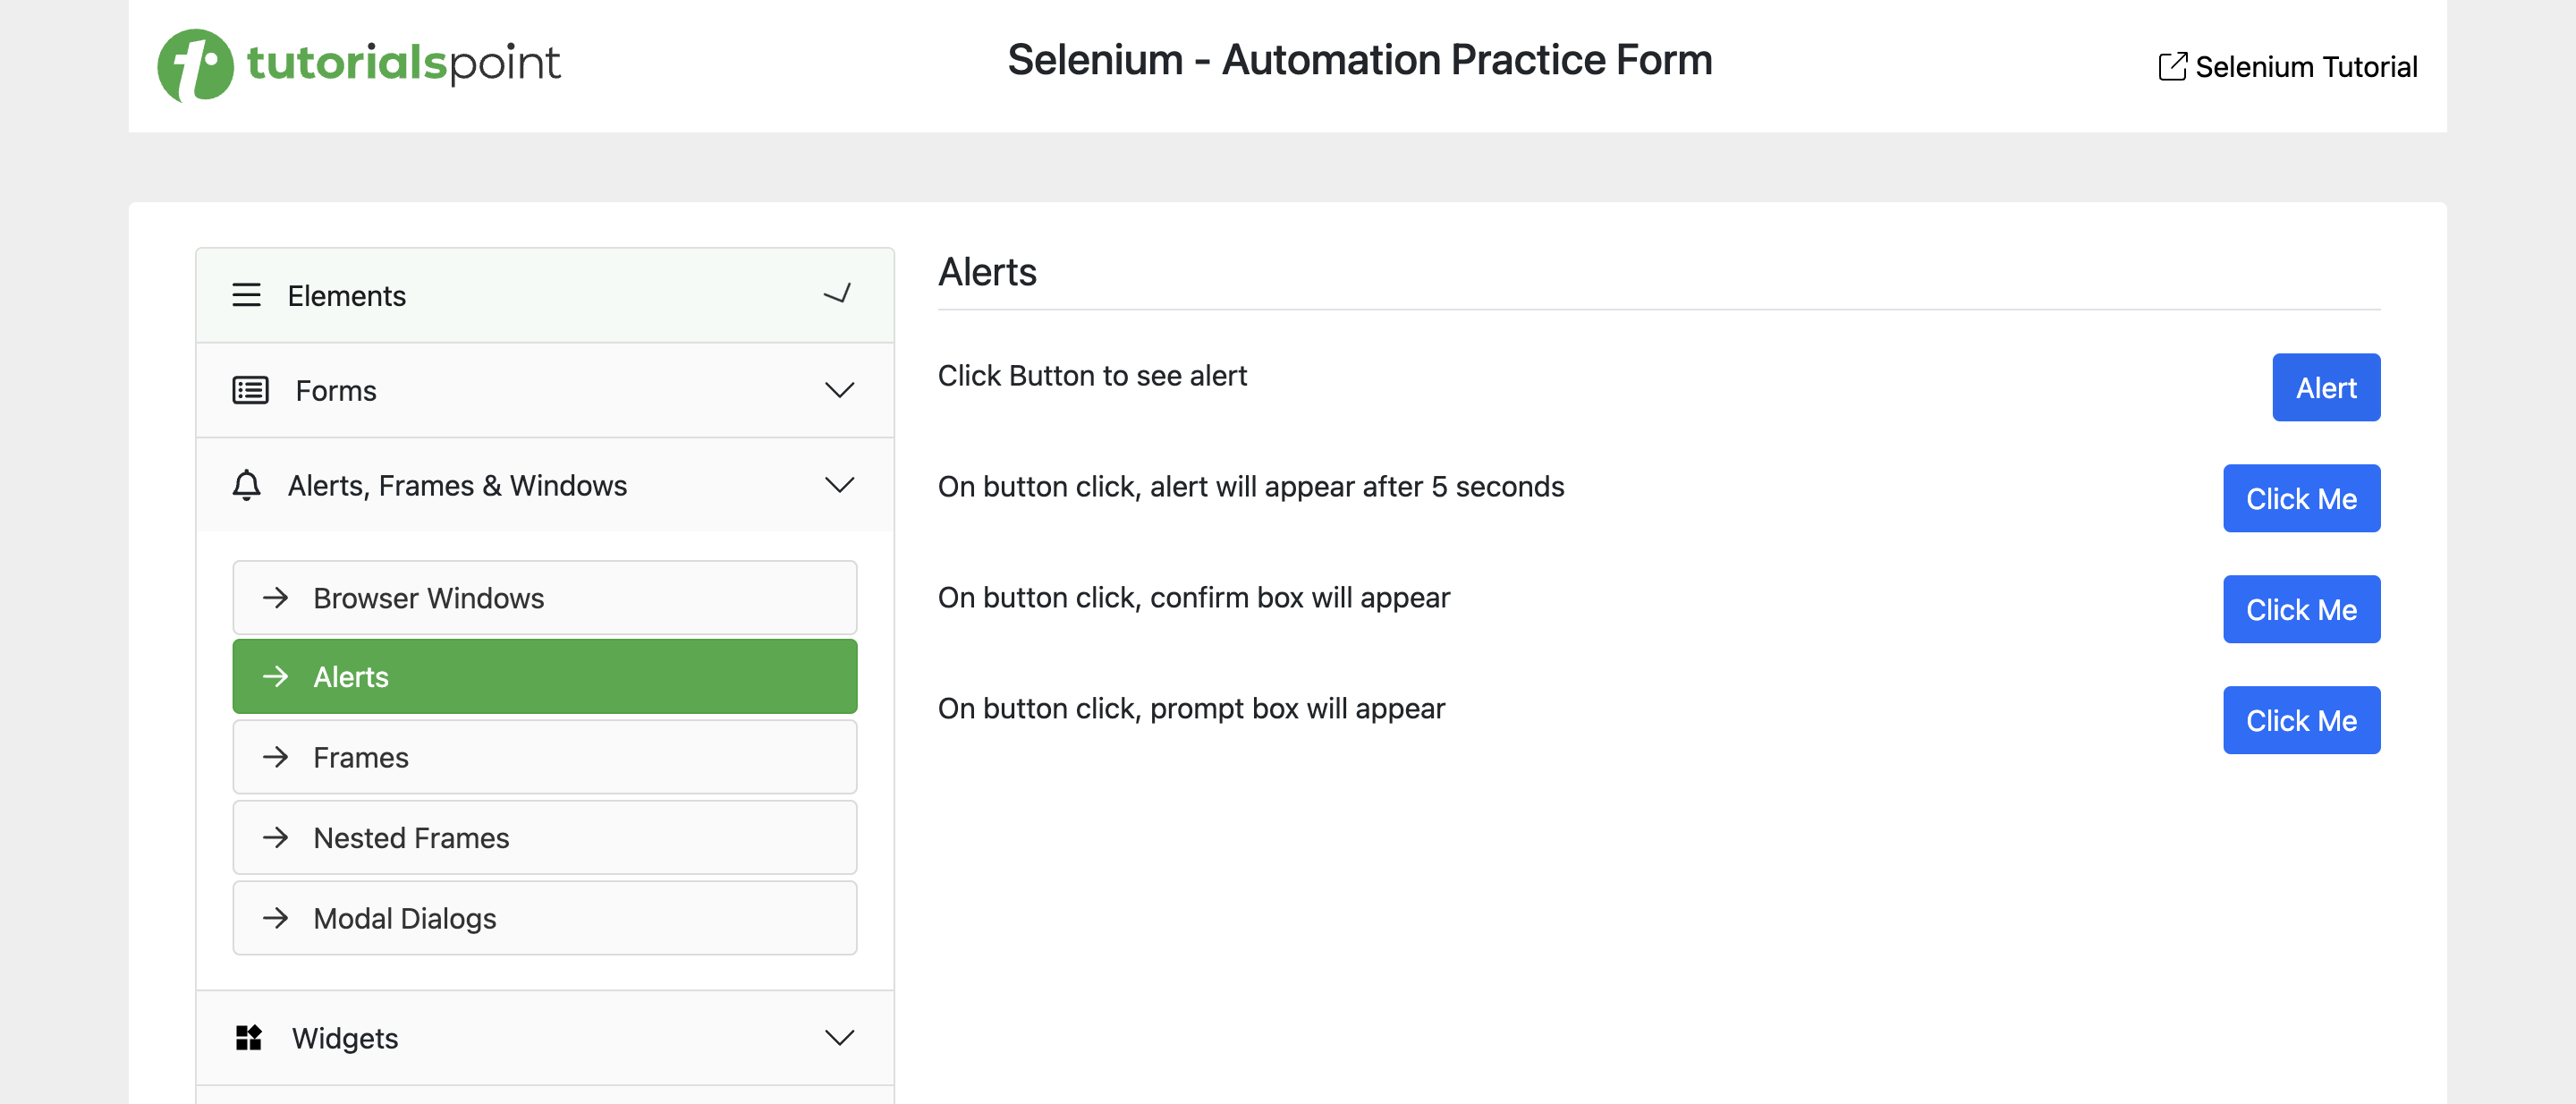 tutorialspoint
Selenium - Automation Practice Form
Selenium Tutorial
Elements
Forms
Alerts, Frames & Windows
Browser Windows
Alerts
Frames
Nested Frames
Modal Dialogs
Widgets
Alerts
Click Button to see alert
Alert
On button click, alert will appear after 5 seconds
Click Me
On button click, confirm box will appear
Click Me
On button click, prompt box will appear
Click Me